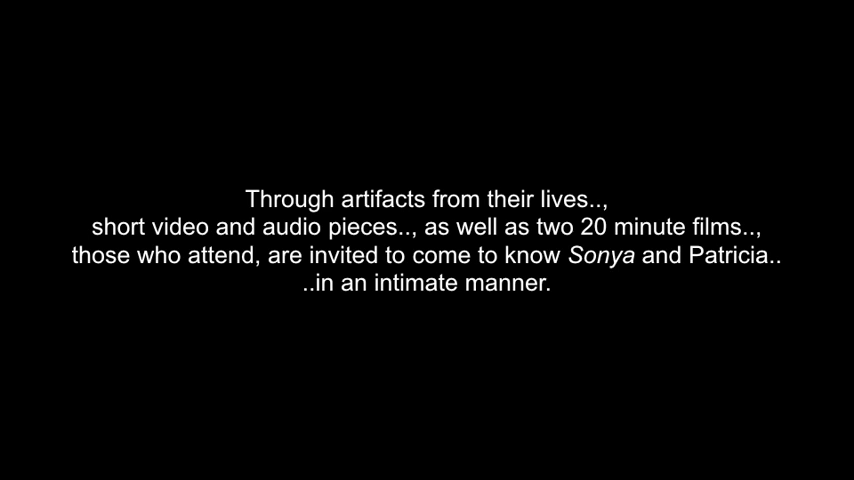 Through artifacts from their lives..,
short video and audio pieces.., as well as two 20 minute films..,
those who attend, are invited to come to know Sonya and Patricia..
..in an intimate manner.